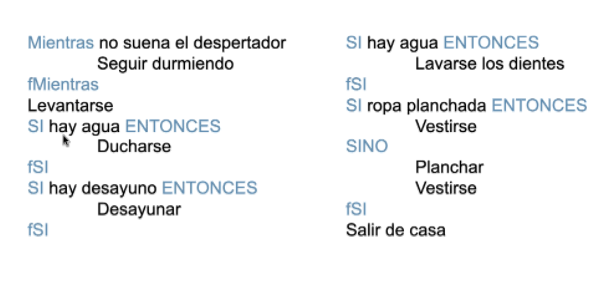 Mientras no suena el despertador
Seguir durmiendo
fMientras
Levantarse
SI hay agua ENTONCES
Ducharse
fSI
SI hay desayuno ENTONCES
Desayunar
fSI
SI hay agua ENTONCES
Lavarse los dientes
fSI
SI ropa planchada ENTONCES
Vestirse
SINO
Planchar
Vestirse
fSI
Salir de casa